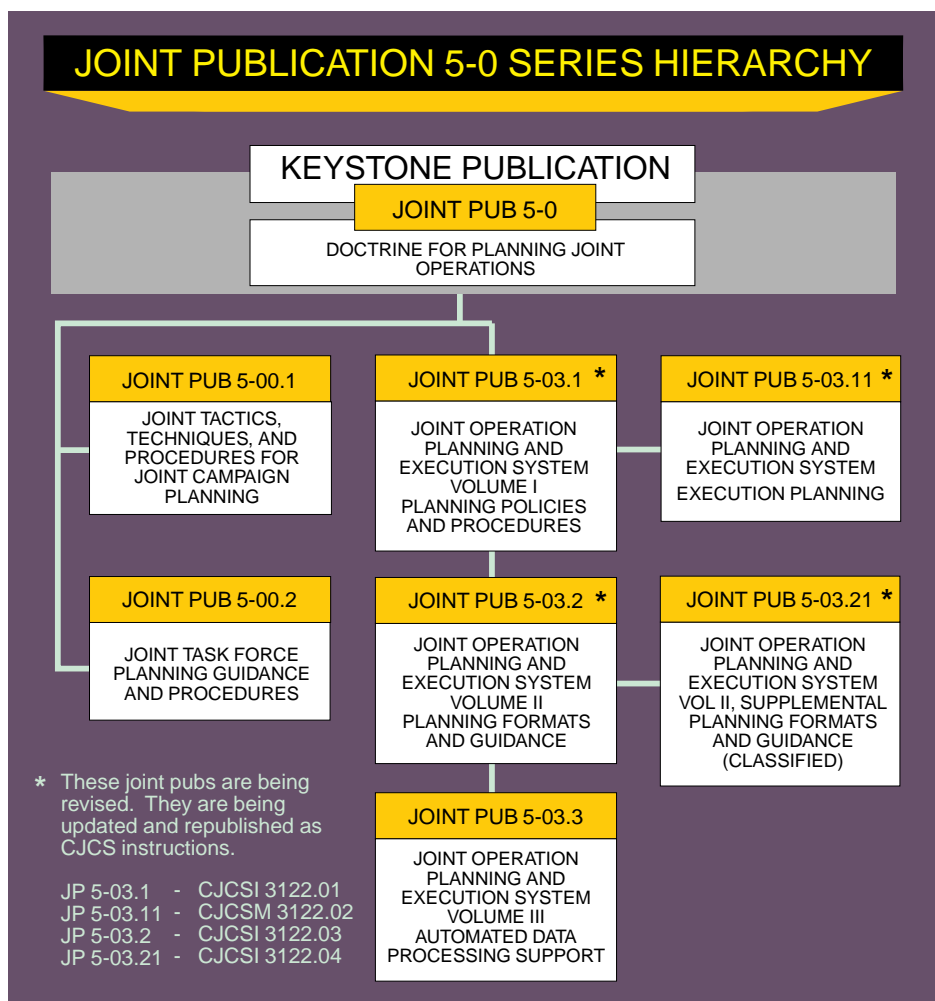 JOINT PUBLICATION 5-0 SERIES HIERARCHY
KEYSTONE PUBLICATION
JOINT PUB 5-0
DOCTRINE FOR PLANNING JOINT
OPERATIONS
JOINT PUB 5-00.1
JOINT TACTICS,
TECHNIQUES, AND
PROCEDURES FOR
JOINT CAMPAIGN
PLANNING
JOINT PUB 5-03.1 *
JOINT OPERATION
PLANNING AND
EXECUTION SYSTEM
VOLUME I
PLANNING POLICIES
AND PROCEDURES
JOINT PUB 5-03.11 *
JOINT OPERATION
PLANNING AND
EXECUTION SYSTEM
EXECUTION PLANNING
JOINT PUB 5-00.2
JOINT TASK FORCE
PLANNING GUIDANCE
AND PROCEDURES
JOINT PUB 5-03.2 *
JOINT OPERATION
PLANNING AND
EXECUTION SYSTEM
VOLUME II
PLANNING FORMATS
AND GUIDANCE
JOINT PUB 5-03.21 *
JOINT OPERATION
PLANNING AND
EXECUTION SYSTEM
VOL II, SUPPLEMENTAL
PLANNING FORMATS
AND GUIDANCE
(CLASSIFIED)
JOINT PUB 5-03.3
JOINT OPERATION
PLANNING AND
EXECUTION SYSTEM
VOLUME III
AUTOMATED DATA
PROCESSING SUPPORT
* These joint pubs are being
revised. They are being
updated and republished as
CJCS instructions.
JP 5-03.1 - CJCSI 3122.01
JP 5-03.11 - CJCSM 3122.02
JP 5-03.2 - CJCSI 3122.03
JP 5-03.21 - CJCSI 3122.04